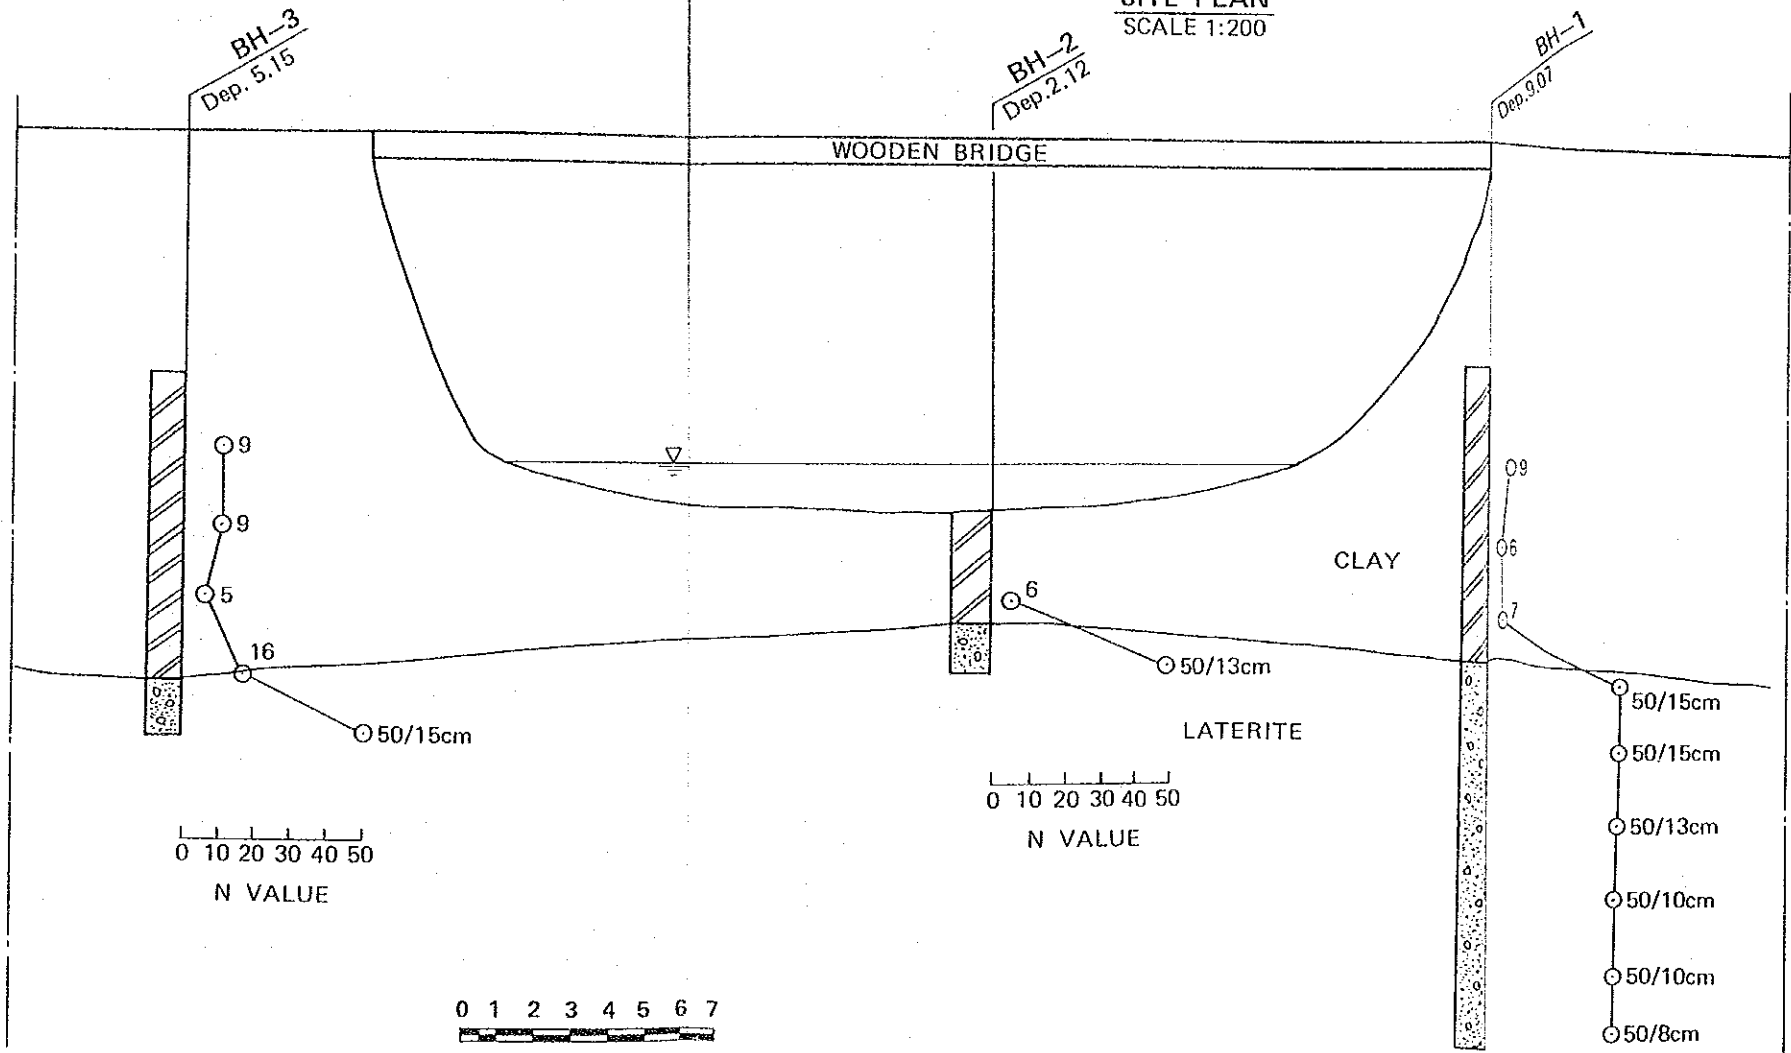 SITE PLAN
SCALE 1:200
BH-3
Dep. 5.15
BH-2
Dep. 2.12
BH-1
Dep. 9.07
WOODEN BRIDGE
9
9
5
16
50/15cm
6
50/13cm
CLAY
LATERITE
9
6
7
50/15cm
50/15cm
50/13cm
50/10cm
50/10cm
50/8cm
0 10 20 30 40 50
N VALUE
0 10 20 30 40 50
N VALUE
0 1 2 3 4 5 6 7